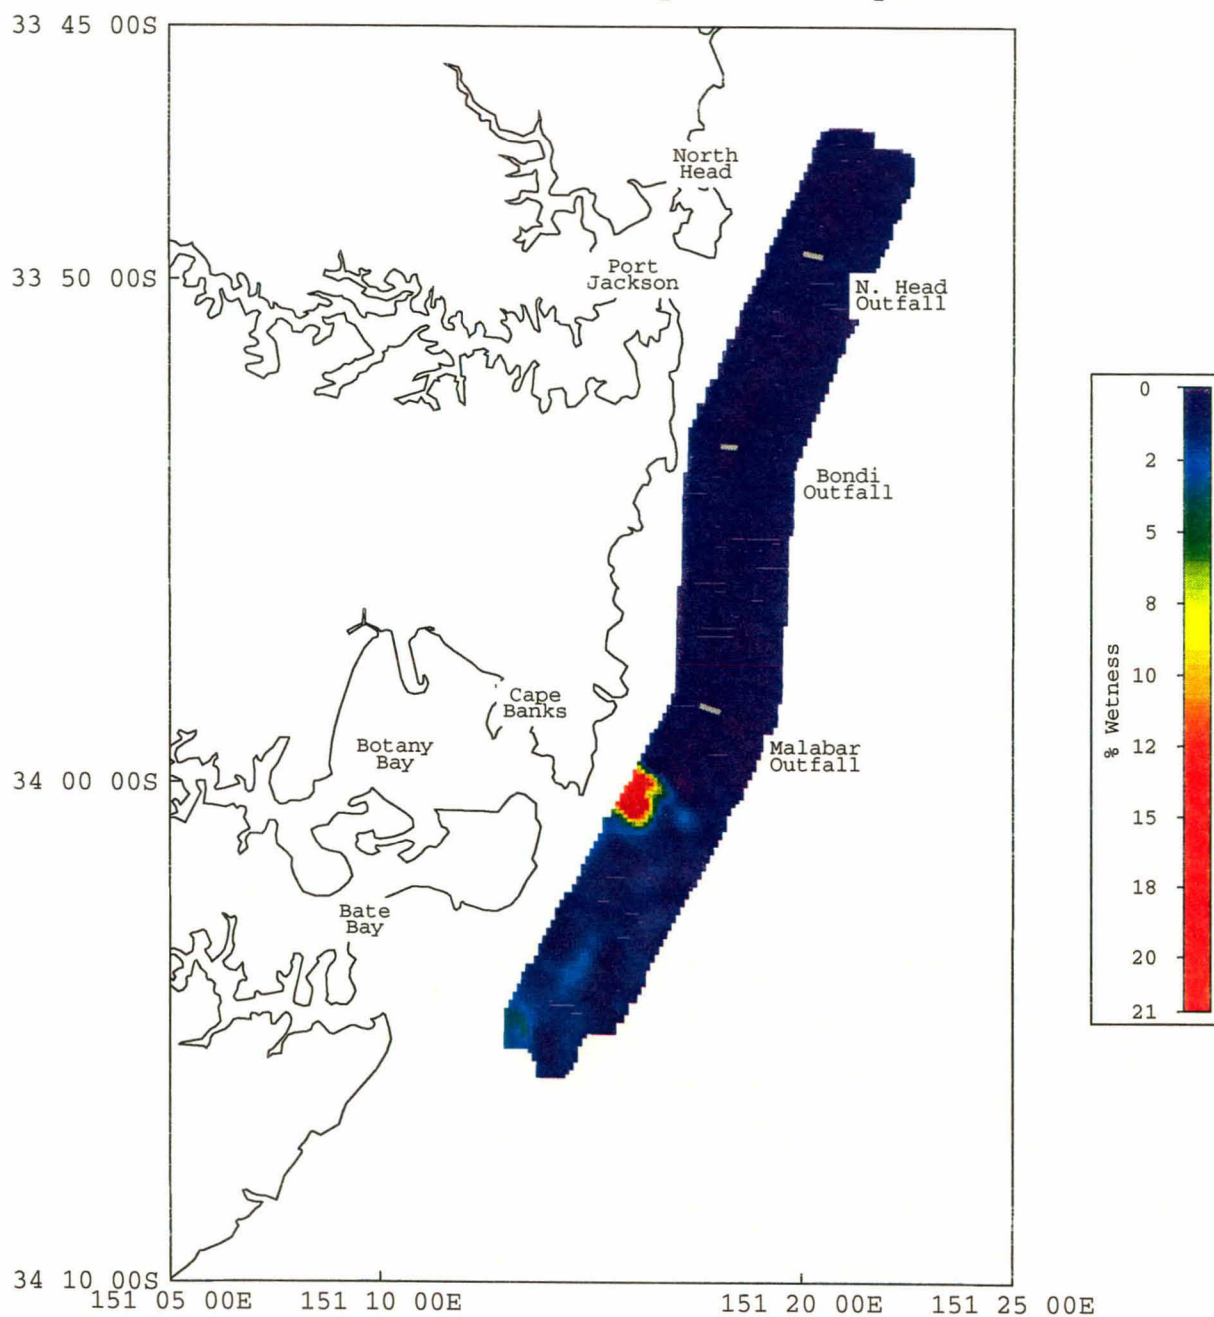 33 45 00S
North
Head
33 50 00S
Port
Jackson
N. Head
Outfall
Bondi
Outfall
Cape
Banks
Botany
Bay
Malabar
Outfall
34 00 00S
Bate
Bay
34 10 00S
151 05 00E
151 10 00E
151 20 00E
151 25 00E
% Wetness
0
2
5
8
10
12
15
18
20
21